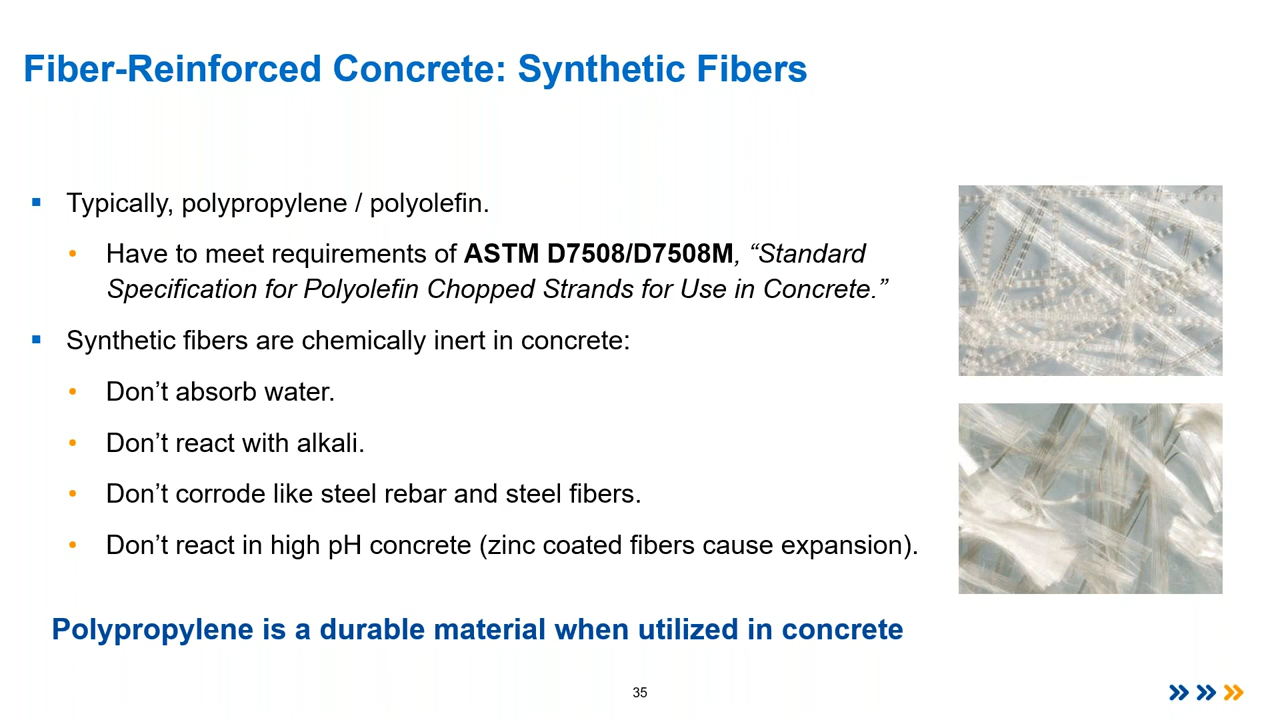 Fiber-Reinforced Concrete: Synthetic Fibers
Typically, polypropylene / polyolefin.
Have to meet requirements of ASTM D7508/D7508M, “Standard
Specification for Polyolefin Chopped Strands for Use in Concrete.”
Synthetic fibers are chemically inert in concrete:
Don’t absorb water.
Don’t react with alkali.
Don’t corrode like steel rebar and steel fibers.
Don’t react in high pH concrete (zinc coated fibers cause expansion).
Polypropylene is a durable material when utilized in concrete
35